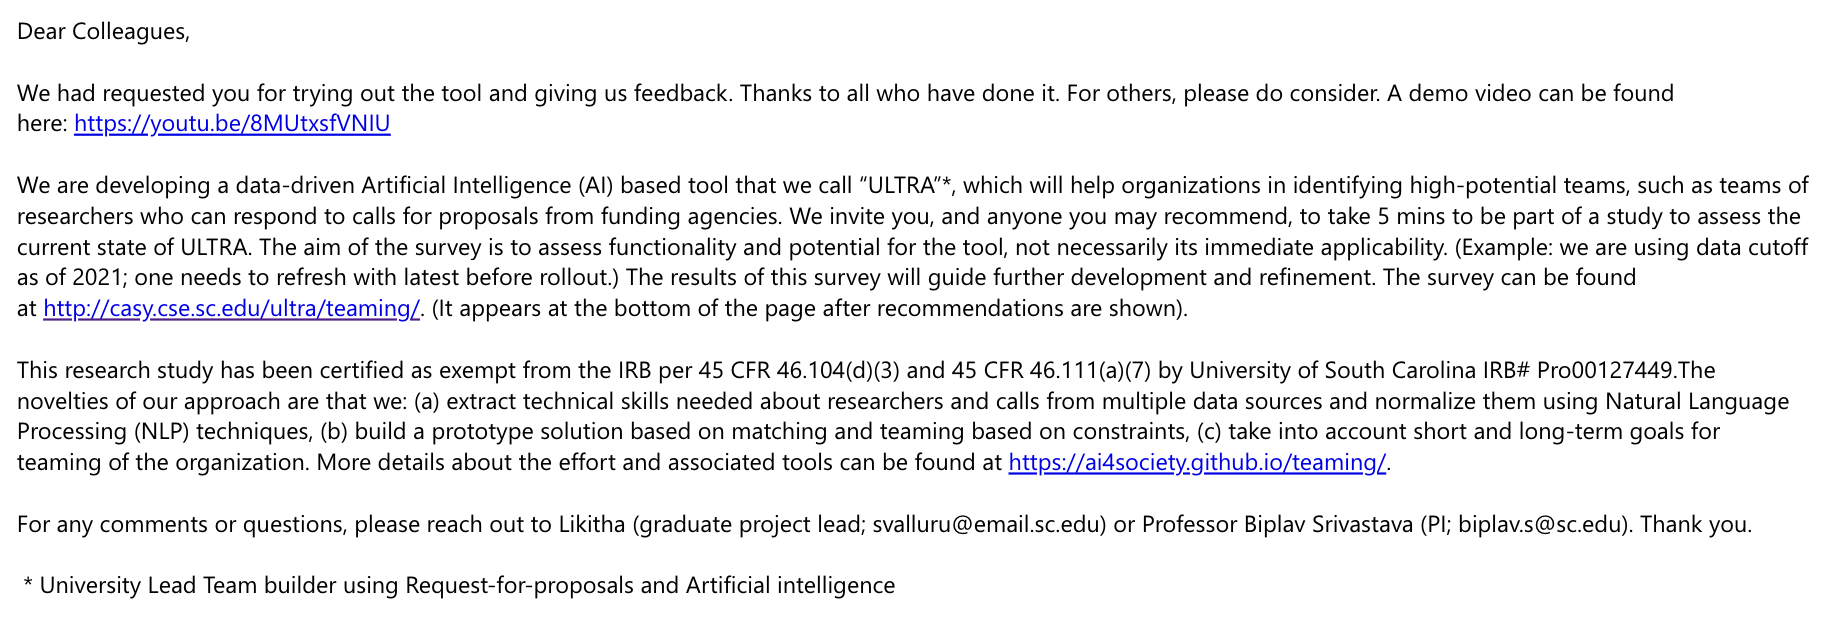 Dear Colleagues,
We had requested you for trying out the tool and giving us feedback. Thanks to all who have done it. For others, please do consider. A demo video can be found
here: https://youtu.be/8MUtxsfVNIU
We are developing a data-driven Artificial Intelligence (AI) based tool that we call “ULTRA”*, which will help organizations in identifying high-potential teams, such as teams of
researchers who can respond to calls for proposals from funding agencies. We invite you, and anyone you may recommend, to take 5 mins to be part of a study to assess the
current state of ULTRA. The aim of the survey is to assess functionality and potential for the tool, not necessarily its immediate applicability. (Example: we are using data cutoff
as of 2021; one needs to refresh with latest before rollout.) The results of this survey will guide further development and refinement. The survey can be found
at http://casy.cse.sc.edu/ultra/teaming/. (It appears at the bottom of the page after recommendations are shown).
This research study has been certified as exempt from the IRB per 45 CFR 46.104(d)(3) and 45 CFR 46.111(a)(7) by University of South Carolina IRB# Pro00127449.The
novelties of our approach are that we: (a) extract technical skills needed about researchers and calls from multiple data sources and normalize them using Natural Language
Processing (NLP) techniques, (b) build a prototype solution based on matching and teaming based on constraints, (c) take into account short and long-term goals for
teaming of the organization. More details about the effort and associated tools can be found at https://ai4society.github.io/teaming/.
For any comments or questions, please reach out to Likitha (graduate project lead; svalluru@email.sc.edu) or Professor Biplav Srivastava (PI; biplav.s@sc.edu). Thank you.
* University Lead Team builder using Request-for-proposals and Artificial intelligence